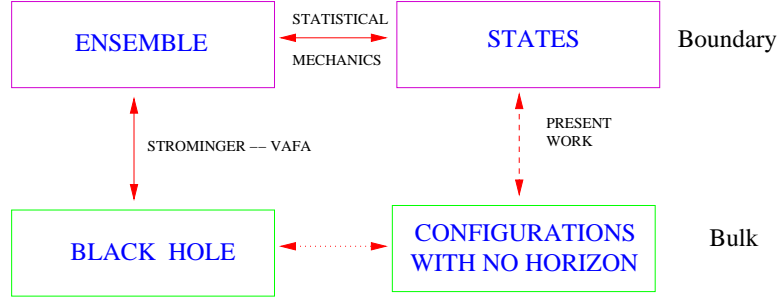 STATISTICAL
ENSEMBLE
STATES
Boundary
MECHANICS
PRESENT
WORK
STROMINGER −− VAFA
BLACK HOLE
CONFIGURATIONS
WITH NO HORIZON
Bulk